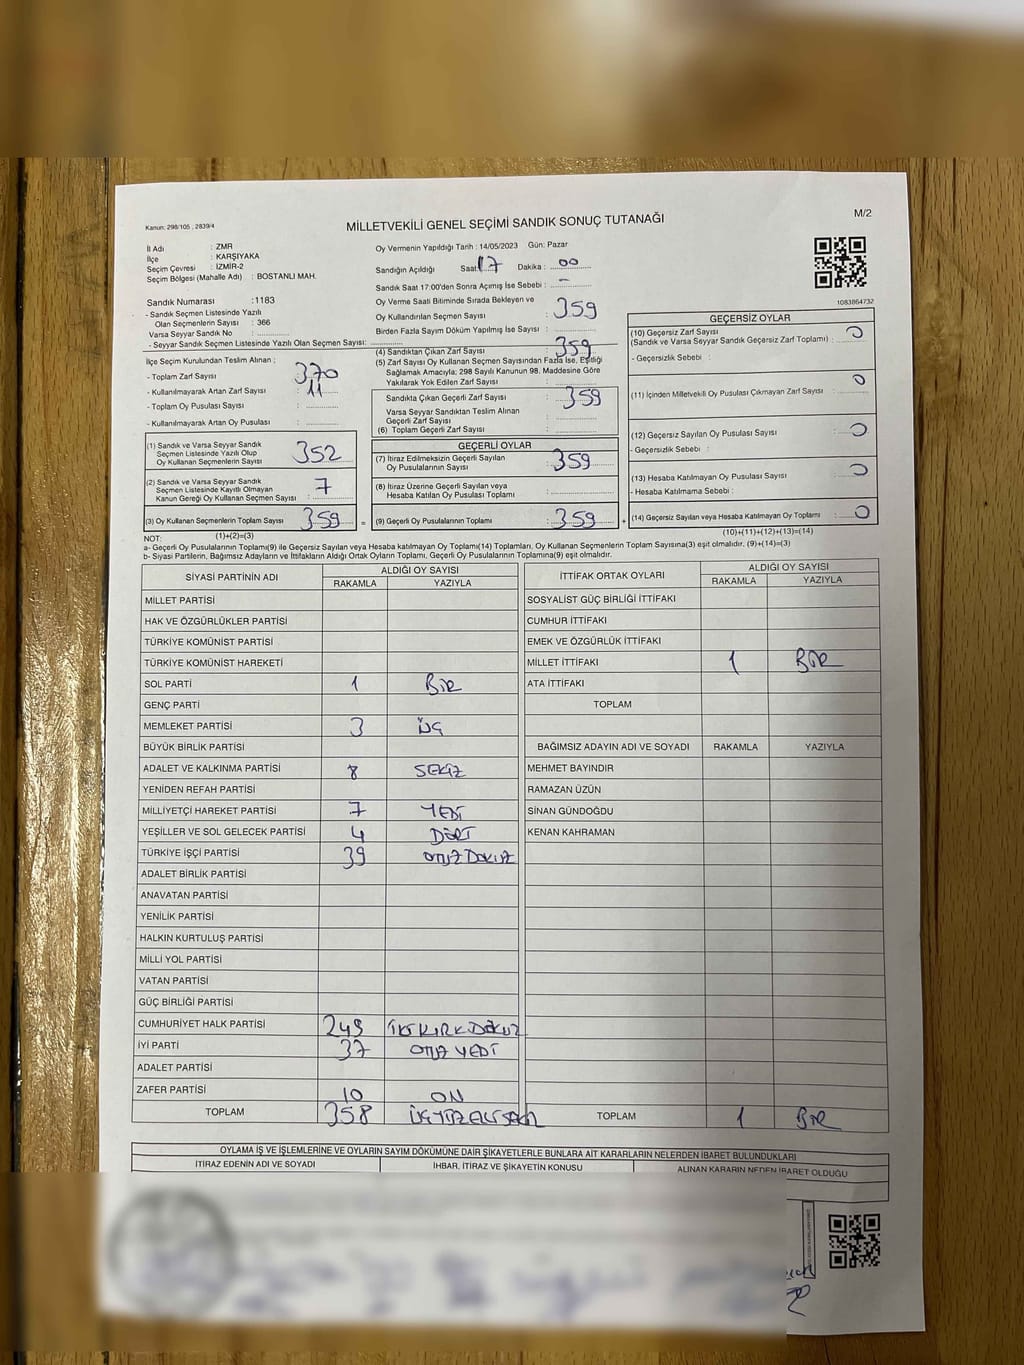 Kanun: 298/105 , 2839/4
MİLLETVEKİLİ GENEL SEÇİMİ SANDIK SONUÇ TUTANAĞI
M/2
İl Adı : ZMR
İlçe : KARŞIYAKA
Seçim Çevresi : İZMİR-2
Seçim Bölgesi (Mahalle Adı) : BOSTANLI MAH.
Sandık Numarası : 1183
- Sandık Seçmen Listesinde Yazılı
Olan Seçmenlerin Sayısı : 366
Varsa Seyyar Sandık No :
- Seyyar Sandık Seçmen Listesinde Yazılı Olan Seçmen Sayısı:
Oy Vermenin Yapıldığı Tarih : 14/05/2023 Gün: Pazar
Sandığın Açıldığı Saat: 17 Dakika : 00
Sandık Saat 17:00'den Sonra Açımış İse Sebebi : -
Oy Verme Saati Bitiminde Sırada Bekleyen ve
Oy Kullandırılan Seçmen Sayısı : 359
Birden Fazla Sayım Döküm Yapılmış İse Sayısı :
1083864732
İlçe Seçim Kurulundan Teslim Alınan ;
- Toplam Zarf Sayısı : 370
- Kullanılmayarak Artan Zarf Sayısı : 11
- Toplam Oy Pusulası Sayısı :
- Kullanılmayarak Artan Oy Pusulası :
(1) Sandık ve Varsa Seyyar Sandık
Seçmen Listesinde Yazılı Olup
Oy Kullanan Seçmenlerin Sayısı : 352
(2) Sandık ve Varsa Seyyar Sandık
Seçmen Listesinde Kayıtlı Olmayan
Kanun Gereği Oy Kullanan Seçmen Sayısı : 7
(3) Oy Kullanan Seçmenlerin Toplam Sayısı : 359 =
(1)+(2)=(3)
(4) Sandıktan Çıkan Zarf Sayısı : 359
(5) Zarf Sayısı Oy Kullanan Seçmen Sayısından Fazla İse, Eşitliği
Sağlamak Amacıyla; 298 Sayılı Kanunun 98. Maddesine Göre
Yakılarak Yok Edilen Zarf Sayısı :
Sandıkta Çıkan Geçerli Zarf Sayısı : 359
Varsa Seyyar Sandıktan Teslim Alınan
Geçerli Zarf Sayısı :
(6) Toplam Geçerli Zarf Sayısı :
GEÇERLİ OYLAR
(7) İtiraz Edilmeksizin Geçerli Sayılan
Oy Pusulalarının Sayısı : 359
(8) İtiraz Üzerine Geçerli Sayılan veya
Hesaba Katılan Oy Pusulası Toplamı :
(9) Geçerli Oy Pusulalarının Toplamı : 359 +
GEÇERSİZ OYLAR
(10) Geçersiz Zarf Sayısı
(Sandık ve Varsa Seyyar Sandık Geçersiz Zarf Toplamı) : 0
- Geçersizlik Sebebi :
(11) İçinden Milletvekili Oy Pusulası Çıkmayan Zarf Sayısı : 0
(12) Geçersiz Sayılan Oy Pusulası Sayısı : 0
- Geçersizlik Sebebi :
(13) Hesaba Katılmayan Oy Pusulası Sayısı : 0
- Hesaba Katılmama Sebebi :
(14) Geçersiz Sayılan veya Hesaba Katılmayan Oy Toplamı : 0
(10)+(11)+(12)+(13)=(14)
NOT:
a- Geçerli Oy Pusulalarının Toplamı(9) ile Geçersiz Sayılan veya Hesaba katılmayan Oy Toplamı(14) Toplamları, Oy Kullanan Seçmenlerin Toplam Sayısına(3) eşit olmalıdır. (9)+(14)=(3)
b- Siyasi Partilerin, Bağımsız Adayların ve İttifakların Aldığı Ortak Oyların Toplamı, Geçerli Oy Pusulalarının Toplamına(9) eşit olmalıdır.
SİYASİ PARTİNİN ADI ALDIĞI OY SAYISI
RAKAMLA YAZIYLA
MİLLET PARTİSİ
HAK VE ÖZGÜRLÜKLER PARTİSİ
TÜRKİYE KOMÜNİST PARTİSİ
TÜRKİYE KOMÜNİST HAREKETİ
SOL PARTİ 1 BİR
GENÇ PARTİ
MEMLEKET PARTİSİ 3 ÜÇ
BÜYÜK BİRLİK PARTİSİ
ADALET VE KALKINMA PARTİSİ 8 SEKİZ
YENİDEN REFAH PARTİSİ
MİLLİYETÇİ HAREKET PARTİSİ 7 YEDİ
YEŞİLLER VE SOL GELECEK PARTİSİ 4 DÖRT
TÜRKİYE İŞÇİ PARTİSİ 39 OTUZ DOKUZ
ADALET BİRLİK PARTİSİ
ANAVATAN PARTİSİ
YENİLİK PARTİSİ
HALKIN KURTULUŞ PARTİSİ
MİLLİ YOL PARTİSİ
VATAN PARTİSİ
GÜÇ BİRLİĞİ PARTİSİ
CUMHURİYET HALK PARTİSİ 249 KIRKDOKUZ
İYİ PARTİ 37 OTUZ YEDİ
ADALET PARTİSİ
ZAFER PARTİSİ 10 ON
TOPLAM 358
İTTİFAK ORTAK OYLARI ALDIĞI OY SAYISI
RAKAMLA YAZIYLA
SOSYALİST GÜÇ BİRLİĞİ İTTİFAKI
CUMHUR İTTİFAKI
EMEK VE ÖZGÜRLÜK İTTİFAKI
MİLLET İTTİFAKI 1 BİR
ATA İTTİFAKI
TOPLAM
BAĞIMSIZ ADAYIN ADI VE SOYADI RAKAMLA YAZIYLA
MEHMET BAYINDIR
RAMAZAN ÜZÜN
SİNAN GÜNDOĞDU
KENAN KAHRAMAN
TOPLAM 1 BİR
OYLAMA İŞ VE İŞLEMLERİNE VE OYLARIN SAYIM DÖKÜMÜNE DAİR ŞİKAYETLERLE BUNLARA AİT KARARLARIN NELERDEN İBARET BULUNDUKLARI
İTİRAZ EDENİN ADI VE SOYADI İHBAR, İTİRAZ VE ŞİKAYETİN KONUSU ALINAN KARARIN NEDEN İBARET OLDUĞU